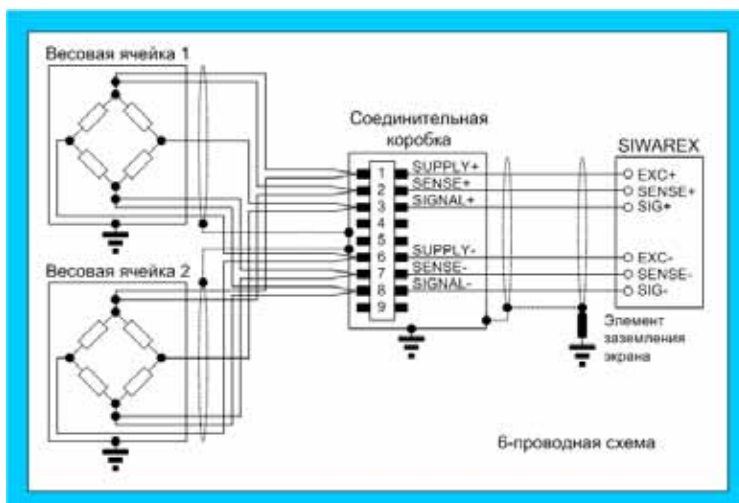 Весовая ячейка 1
Соединительная
коробка
SIWAREX
1 SUPPLY+ EXC+
2 SENSE+ SENSE+
3 SIGNAL+ SIG+
4
5
6 SUPPLY- EXC-
7 SENSE- SENSE-
8 SIGNAL- SIG-
9
Весовая ячейка 2
Элемент
заземления
экрана
6-проводная схема